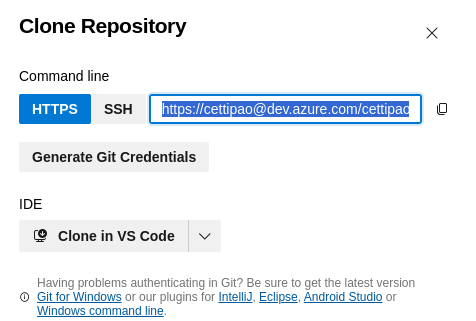 Clone Repository
Command line
HTTPS SSH https://cettipao@dev.azure.com/cettipao
Generate Git Credentials
IDE
Clone in VS Code
Having problems authenticating in Git? Be sure to get the latest version
Git for Windows or our plugins for IntelliJ, Eclipse, Android Studio or
Windows command line.